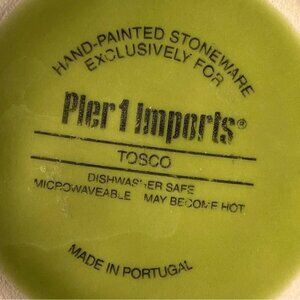 HAND-PAINTED STONEWARE
EXCLUSIVELY FOR
Pier 1 Imports®
TOSCO
DISHWASHER SAFE
MICROWAVEABLE MAY BECOME HOT
MADE IN PORTUGAL